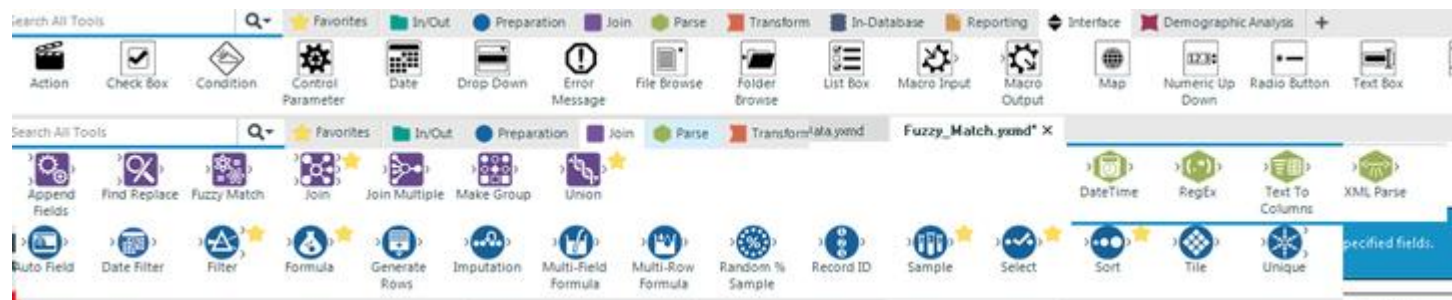 Search All Tools Favorites In/Out Preparation Join Parse Transform In-Database Reporting Interface Demographic Analysis +
Action Check Box Condition Control Parameter Date Drop Down Error Message File Browse Folder Browse List Box Macro Input Macro Output Map Numeric Up Down Radio Button Text Box
Search All Tools Favorites In/Out Preparation Join Parse Transform ata.yxmd Fuzzy_Match.yxmd* ×
Append Fields Find Replace Fuzzy Match Join Join Multiple Make Group Union DateTime RegEx Text To Columns XML Parse
Auto Field Date Filter Filter Formula Generate Rows Imputation Multi-Field Formula Multi-Row Formula Random % Sample Record ID Sample Select Sort Tile Unique pecified fields.